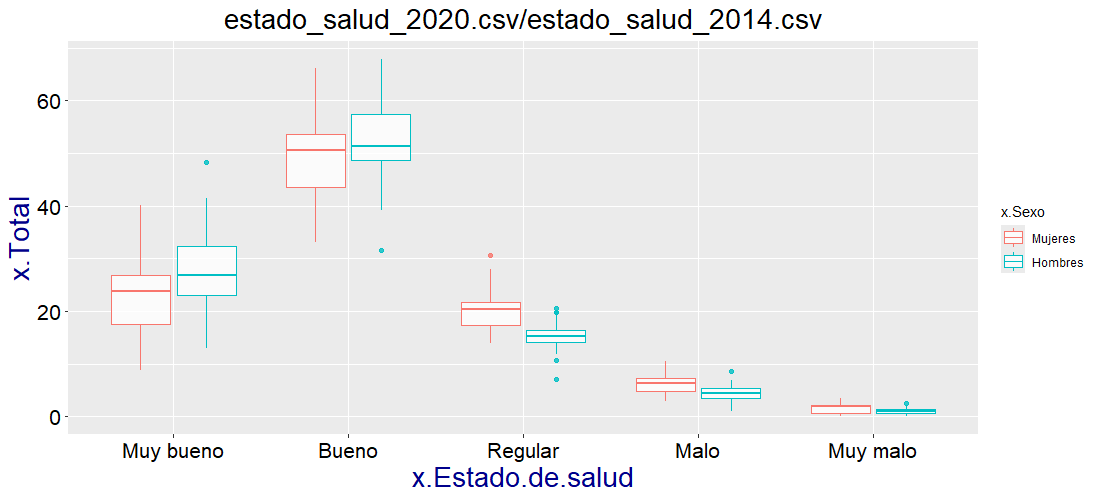 estado_salud_2020.csv/estado_salud_2014.csv
x.Total
60
40
20
0
Muy bueno
Bueno
Regular
Malo
Muy malo
x.Estado.de.salud
x.Sexo
Mujeres
Hombres